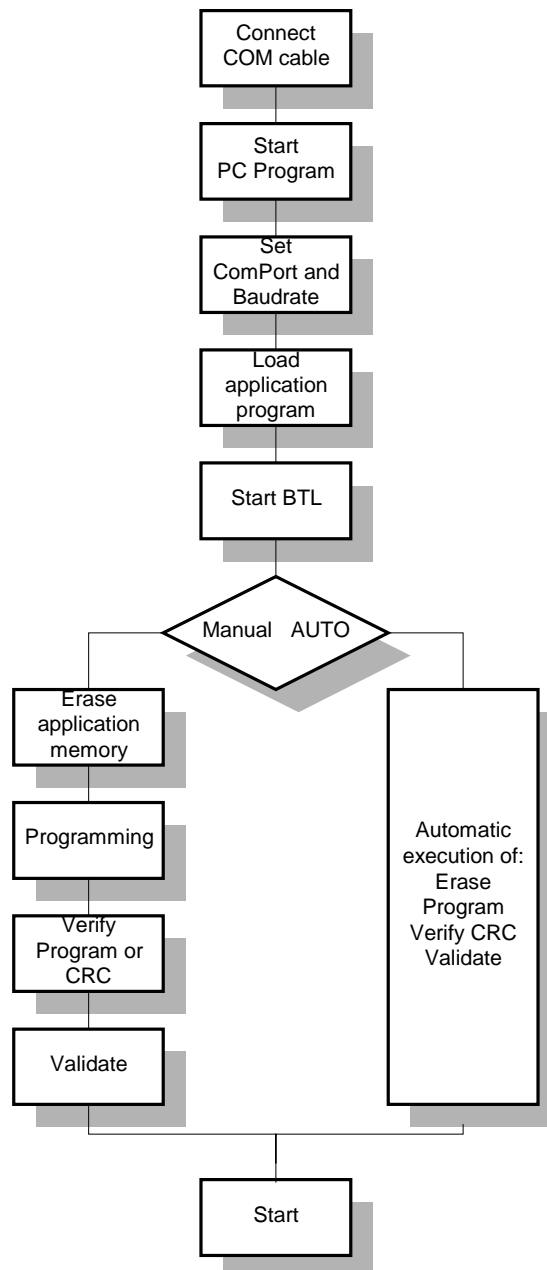 Connect
COM cable
Start
PC Program
Set
ComPort and
Baudrate
Load
application
program
Start BTL
Manual AUTO
Erase
application
memory
Programming
Verify
Program or
CRC
Validate
Automatic
execution of:
Erase
Program
Verify CRC
Validate
Start